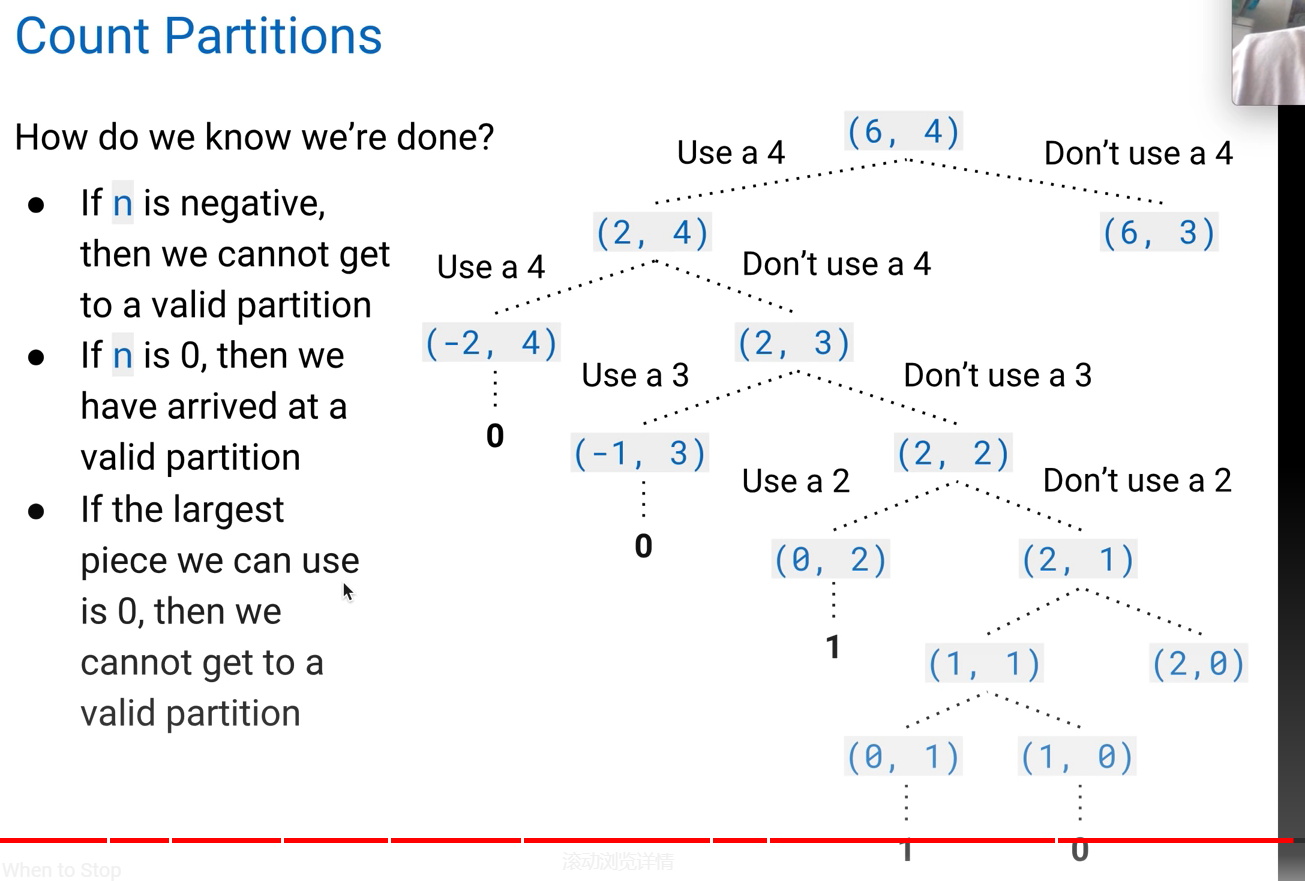 Count Partitions
How do we know we’re done?
● If n is negative,
then we cannot get
to a valid partition
● If n is 0, then we
have arrived at a
valid partition
● If the largest
piece we can use
is 0, then we
cannot get to a
valid partition
(6, 4)
Use a 4
Don’t use a 4
(2, 4)
(6, 3)
Use a 4
Don’t use a 4
(-2, 4)
(2, 3)
0
Use a 3
Don’t use a 3
(-1, 3)
(2, 2)
0
Use a 2
Don’t use a 2
(0, 2)
(2, 1)
1
(1, 1)
(2,0)
(0, 1)
(1, 0)
1
0
When to Stop
滚动浏览详情